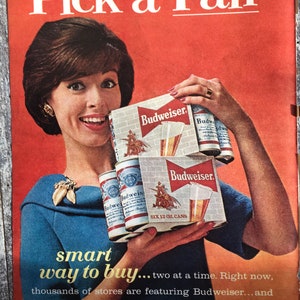 Pick a Pair
Budweiser
Budweiser
Budweiser
SIX 12 OZ. CANS
smart
way to buy... two at a time. Right now,
thousands of stores are featuring Budweiser...and